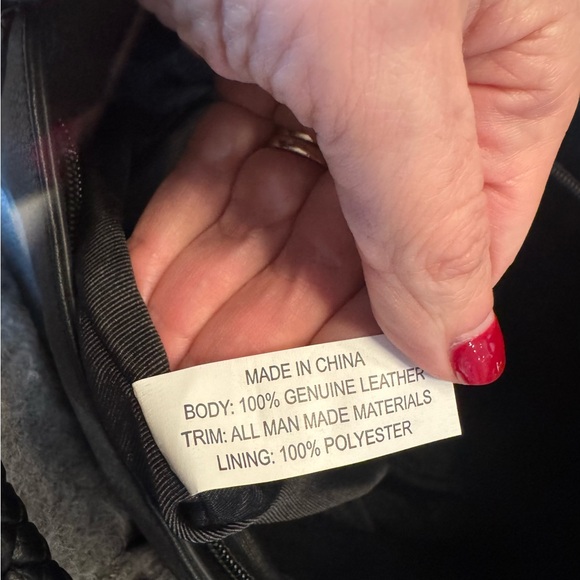 MADE IN CHINA
BODY: 100% GENUINE LEATHER
TRIM: ALL MAN MADE MATERIALS
LINING: 100% POLYESTER